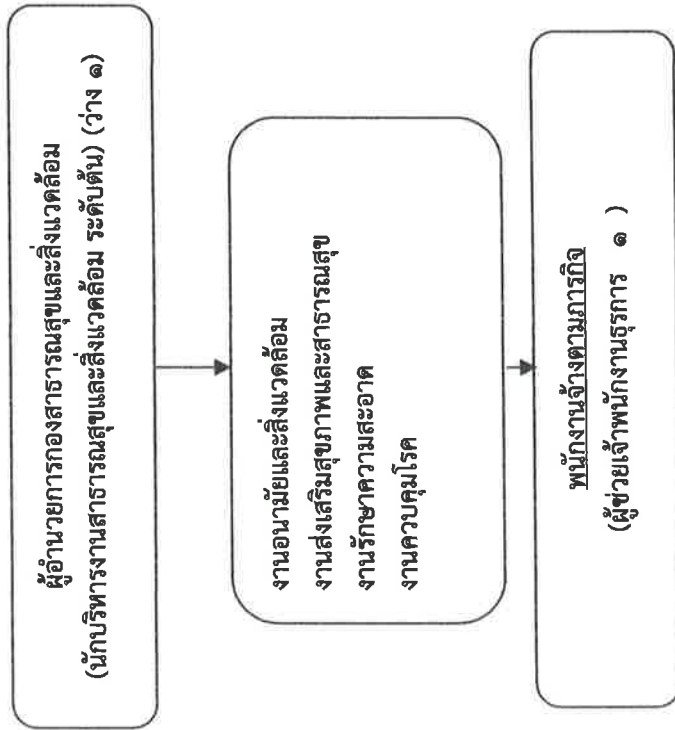 ผู้อำนวยการกองสาธารณสุขและสิ่งแวดล้อม
(นักบริหารงานสาธารณสุขและสิ่งแวดล้อม ระดับต้น) (ว่าง ๑)
งานอนามัยและสิ่งแวดล้อม
งานส่งเสริมสุขภาพและสาธารณสุข
งานรักษาความสะอาด
งานควบคุมโรค
พนักงานจ้างตามภารกิจ
(ผู้ช่วยเจ้าพนักงานธุรการ ๑ )